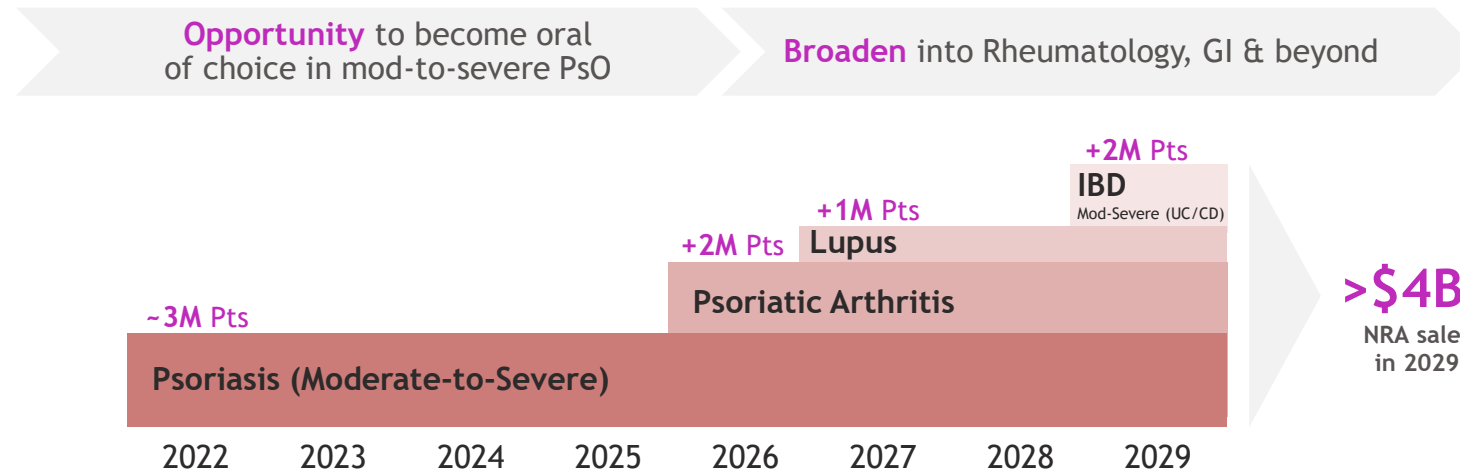 Opportunity to become oral
of choice in mod-to-severe PsO
Broaden into Rheumatology, GI & beyond
+2M Pts
IBD
Mod-Severe (UC/CD)
+1M Pts
+2M Pts
Lupus
Psoriatic Arthritis
~3M Pts
Psoriasis (Moderate-to-Severe)
>$4B
NRA sale
in 2029
2022 2023 2024 2025 2026 2027 2028 2029